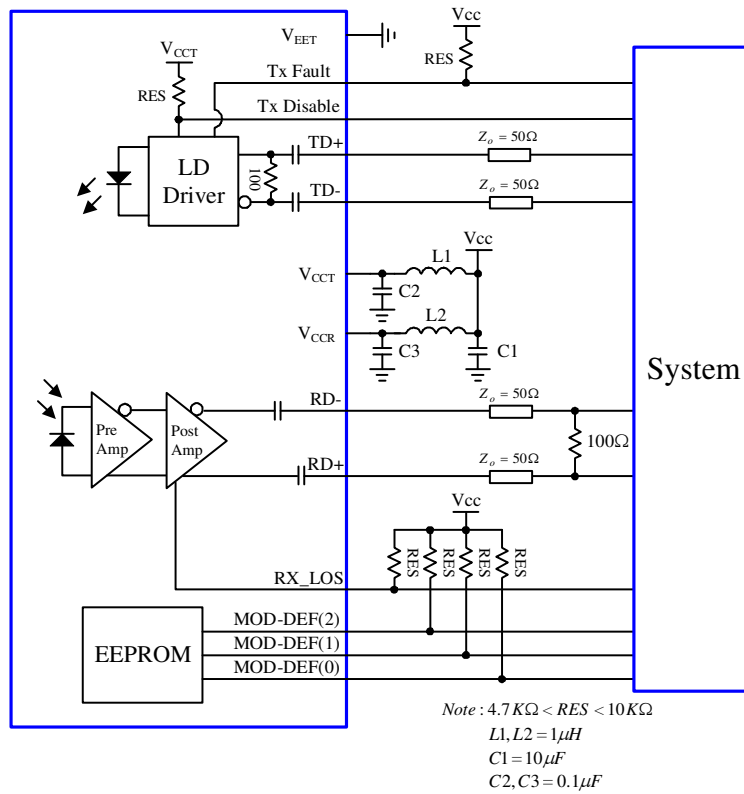 V_EET
Vcc
V_CCT
RES
Tx Fault
RES
Tx Disable
LD
Driver
100
TD+
Z_o = 50Ω
TD-
Z_o = 50Ω
Vcc
L1
V_CCT
C2
L2
V_CCR
C3
C1
System
Pre
Amp
Post
Amp
RD-
Z_o = 50Ω
100Ω
RD+
Z_o = 50Ω
Vcc
RES
RES
RES
RES
RX_LOS
EEPROM
MOD-DEF(2)
MOD-DEF(1)
MOD-DEF(0)
Note : 4.7 KΩ < RES < 10KΩ
L1, L2 = 1μH
C1 = 10μF
C2, C3 = 0.1μF